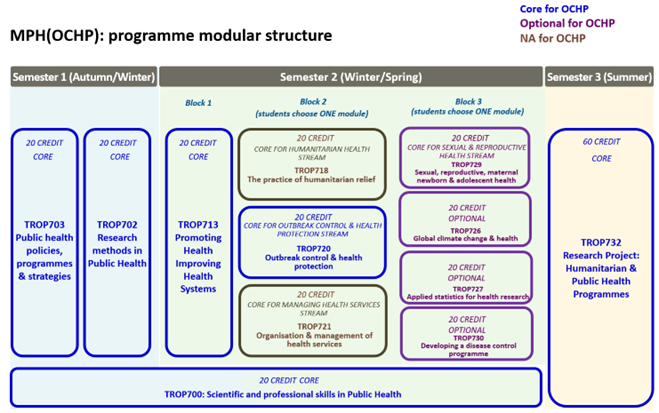 Core for OCHP
Optional for OCHP
NA for OCHP
MPH(OCHP): programme modular structure
Semester 1 (Autumn/Winter)
Semester 2 (Winter/Spring)
Semester 3 (Summer)
Block 1
Block 2
(students choose ONE module)
Block 3
(students choose ONE module)
20 CREDIT
CORE
TROP703
Public health
policies,
programmes
& strategies
20 CREDIT
CORE
TROP702
Research
methods in
Public Health
20 CREDIT
CORE
TROP713
Promoting
Health
Improving
Health
Systems
20 CREDIT
CORE FOR HUMANITARIAN HEALTH
STREAM
TROP718
The practice of humanitarian relief
20 CREDIT
CORE FOR OUTBREAK CONTROL & HEALTH
PROTECTION STREAM
TROP720
Outbreak control & health
protection
20 CREDIT
CORE FOR MANAGING HEALTH SERVICES
STREAM
TROP721
Organisation & management of
health services
20 CREDIT
CORE FOR SEXUAL & REPRODUCTIVE
HEALTH STREAM
TROP729
Sexual, reproductive, maternal
newborn & adolescent health
20 CREDIT
OPTIONAL
TROP726
Global climate change & health
20 CREDIT
OPTIONAL
TROP727
Applied statistics for health research
20 CREDIT
OPTIONAL
TROP730
Developing a disease control
programme
60 CREDIT
CORE
TROP732
Research Project:
Humanitarian &
Public Health
Programmes
20 CREDIT CORE
TROP700: Scientific and professional skills in Public Health